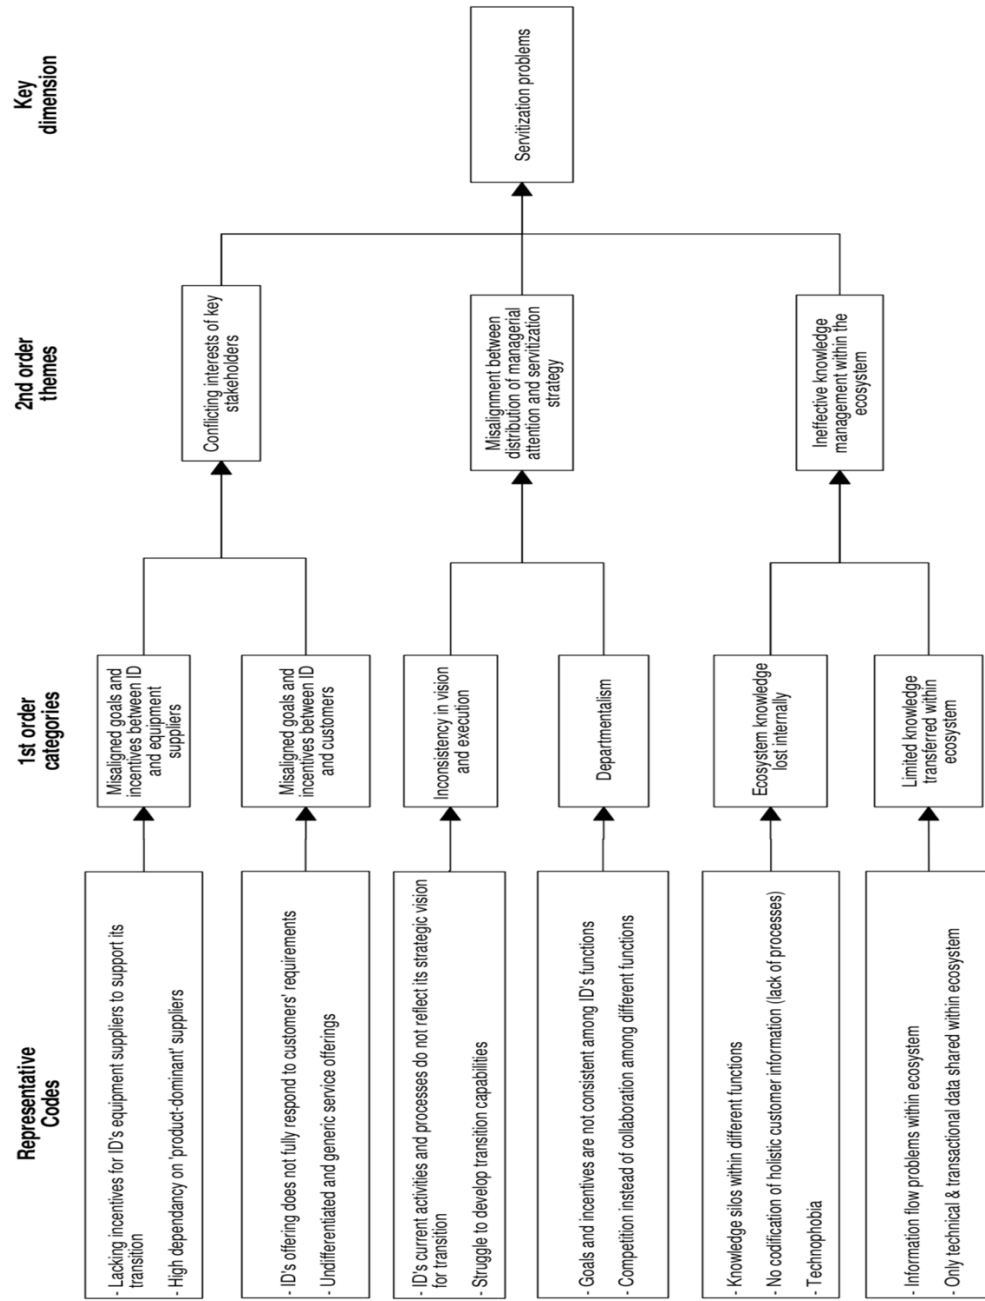 Representative
Codes
1st order
categories
2nd order
themes
Key
dimension
- Lacking incentives for ID's equipment suppliers to support its
transition
- High dependancy on 'product-dominant' suppliers
Misaligned goals and
incentives between ID
and equipment
suppliers
- ID's offering does not fully respond to customers' requirements
- Undifferentiated and generic service offerings
Misaligned goals and
incentives between ID
and customers
Conflicting interests of key
stakeholders
- ID's current activities and processes do not reflect its strategic vision
for transition
- Struggle to develop transition capabilities
Inconsistency in vision
and execution
- Goals and incentives are not consistent among ID's functions
- Competition instead of collaboration among different functions
Departmentalism
Misalignment between
distribution of managerial
attention and servitization
strategy
- Knowledge silos within different functions
- No codification of holistic customer information (lack of processes)
- Technophobia
Ecosystem knowledge
lost internally
- Information flow problems within ecosystem
- Only technical & transactional data shared within ecosystem
Limited knowledge
transferred within
ecosystem
Ineffective knowledge
management within the
ecosystem
Servitization problems